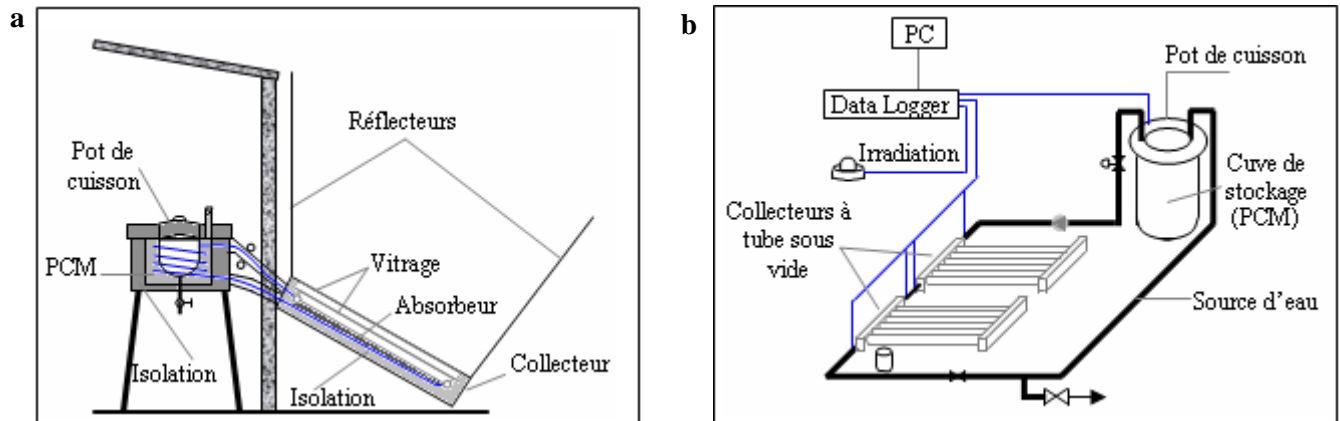 a
Réflecteurs
Pot de
cuisson
PCM
Vitrage
Absorbeur
Collecteur
Isolation
Isolation
b
PC
Pot de cuisson
Data Logger
Irradiation
Cuve de
stockage
(PCM)
Collecteurs à
tube sous
vide
Source d'eau